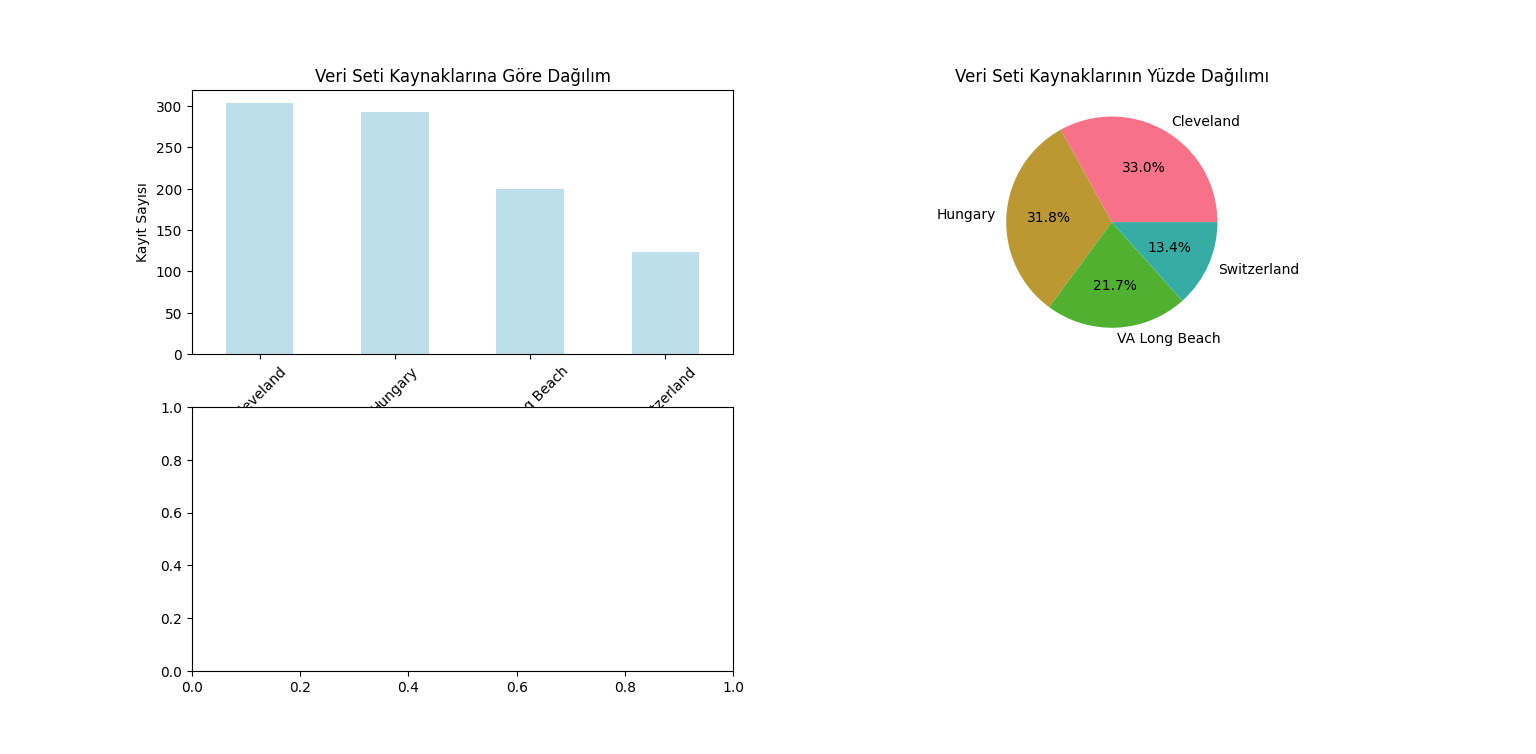 Veri Seti Kaynaklarına Göre Dağılım
300
250
200
150
100
50
0
Kayıt Sayısı
Hungary
Beach
Veri Seti Kaynaklarının Yüzde Dağılımı
Cleveland
33.0%
Hungary
31.8%
VA Long Beach
21.7%
Switzerland
13.4%
1.0
0.8
0.6
0.4
0.2
0.0
0.0 0.2 0.4 0.6 0.8 1.0